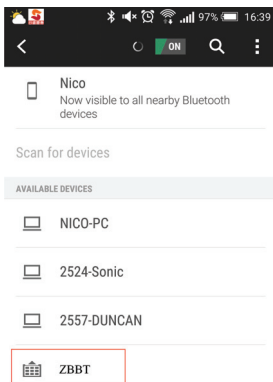 97% 16:39
ON
Nico
Now visible to all nearby Bluetooth
devices
Scan for devices
AVAILABLE DEVICES
NICO-PC
2524-Sonic
2557-DUNCAN
ZBBT